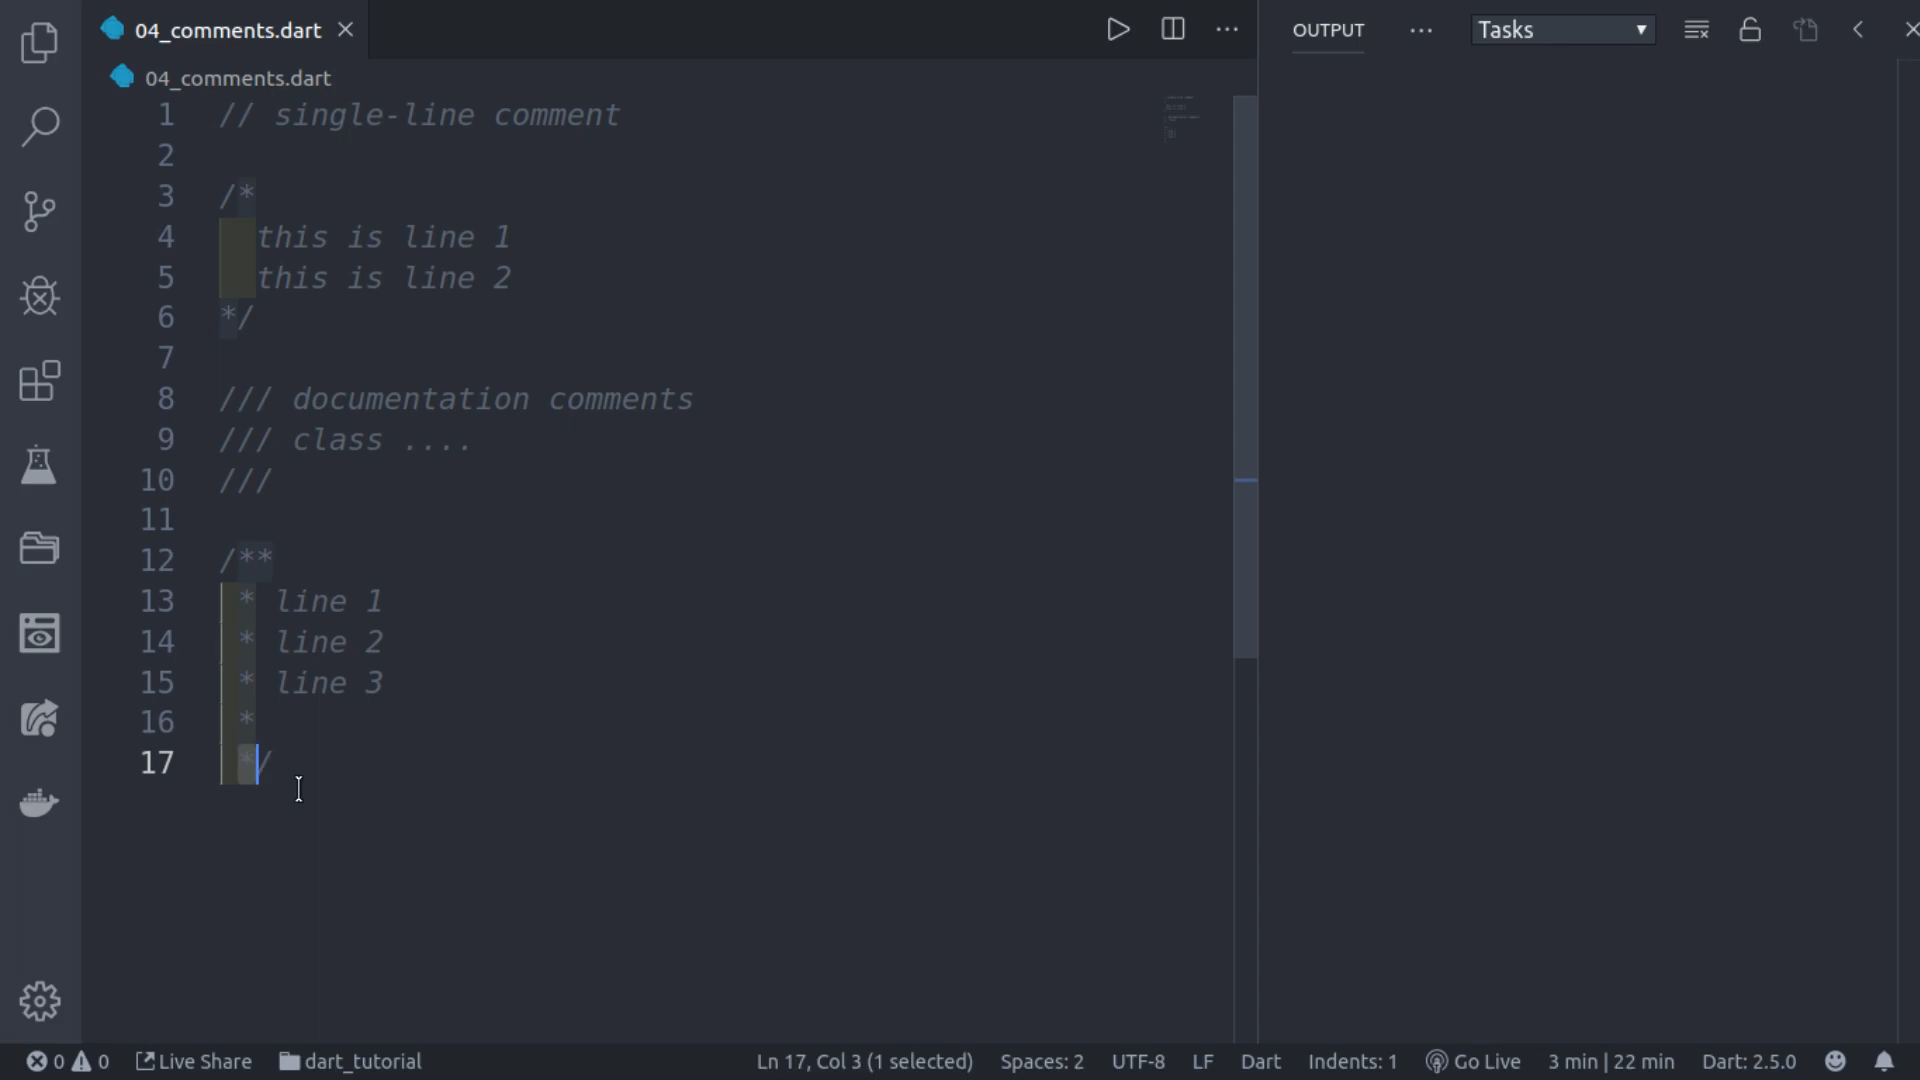 04_comments.dart
OUTPUT
Tasks
04_comments.dart
1 // single-line comment
2
3 /*
4 this is line 1
5 this is line 2
6 */
7
8 /// documentation comments
9 /// class ....
10 ///
11
12 /**
13 * line 1
14 * line 2
15 * line 3
16 *
17 */
0 0 Live Share dart_tutorial Ln 17, Col 3 (1 selected) Spaces: 2 UTF-8 LF Dart Indents: 1 Go Live 3 min | 22 min Dart: 2.5.0